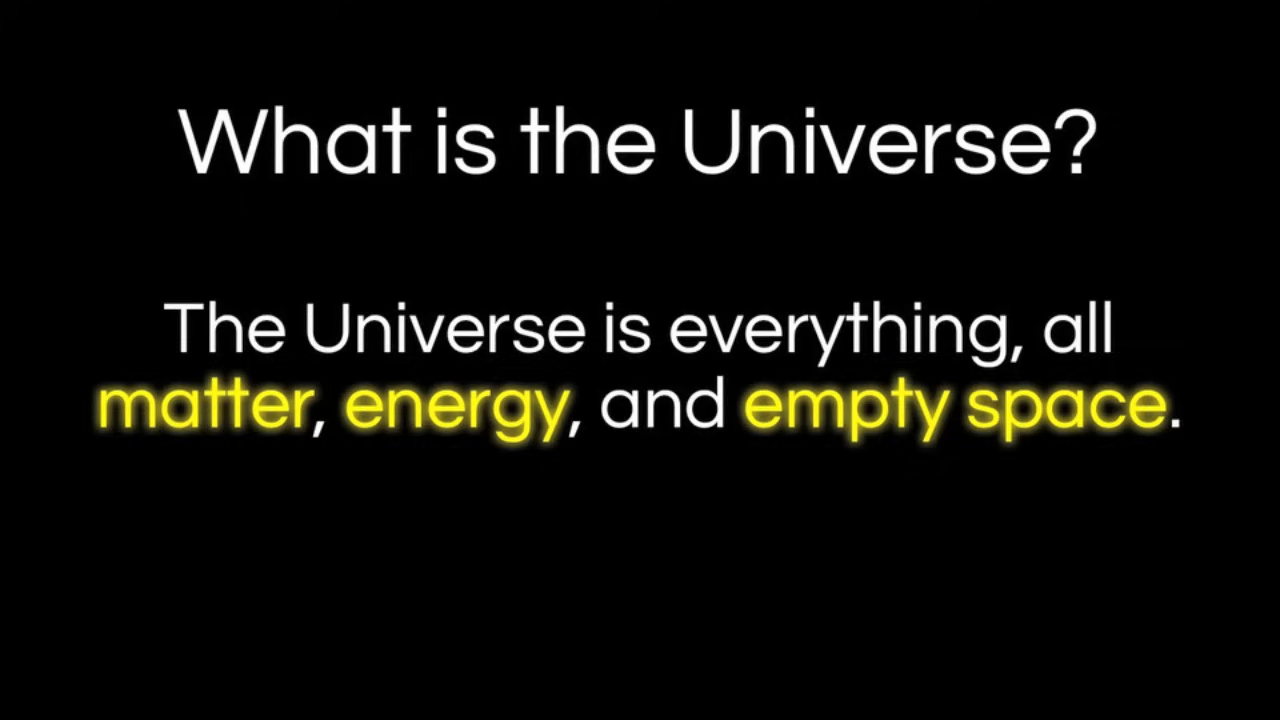 What is the Universe?
The Universe is everything, all
matter, energy, and empty space.